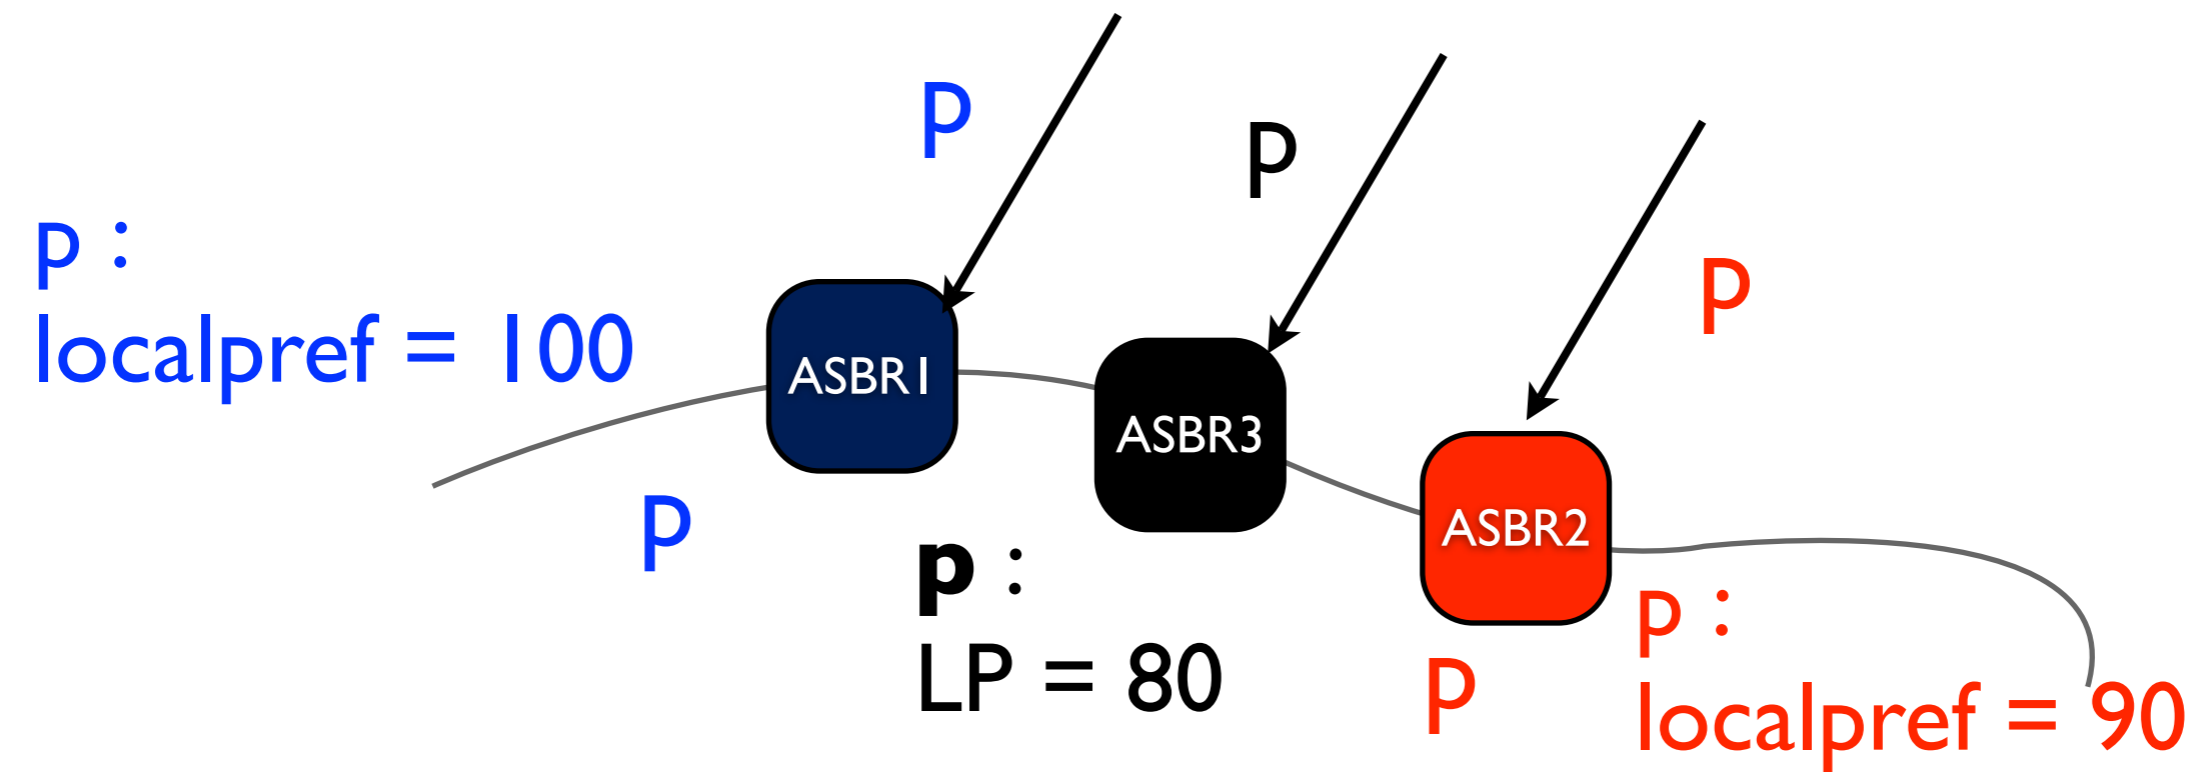 p
p
p
p :
localpref = 100
ASBR1
ASBR3
ASBR2
p
p :
LP = 80
p
p :
localpref = 90